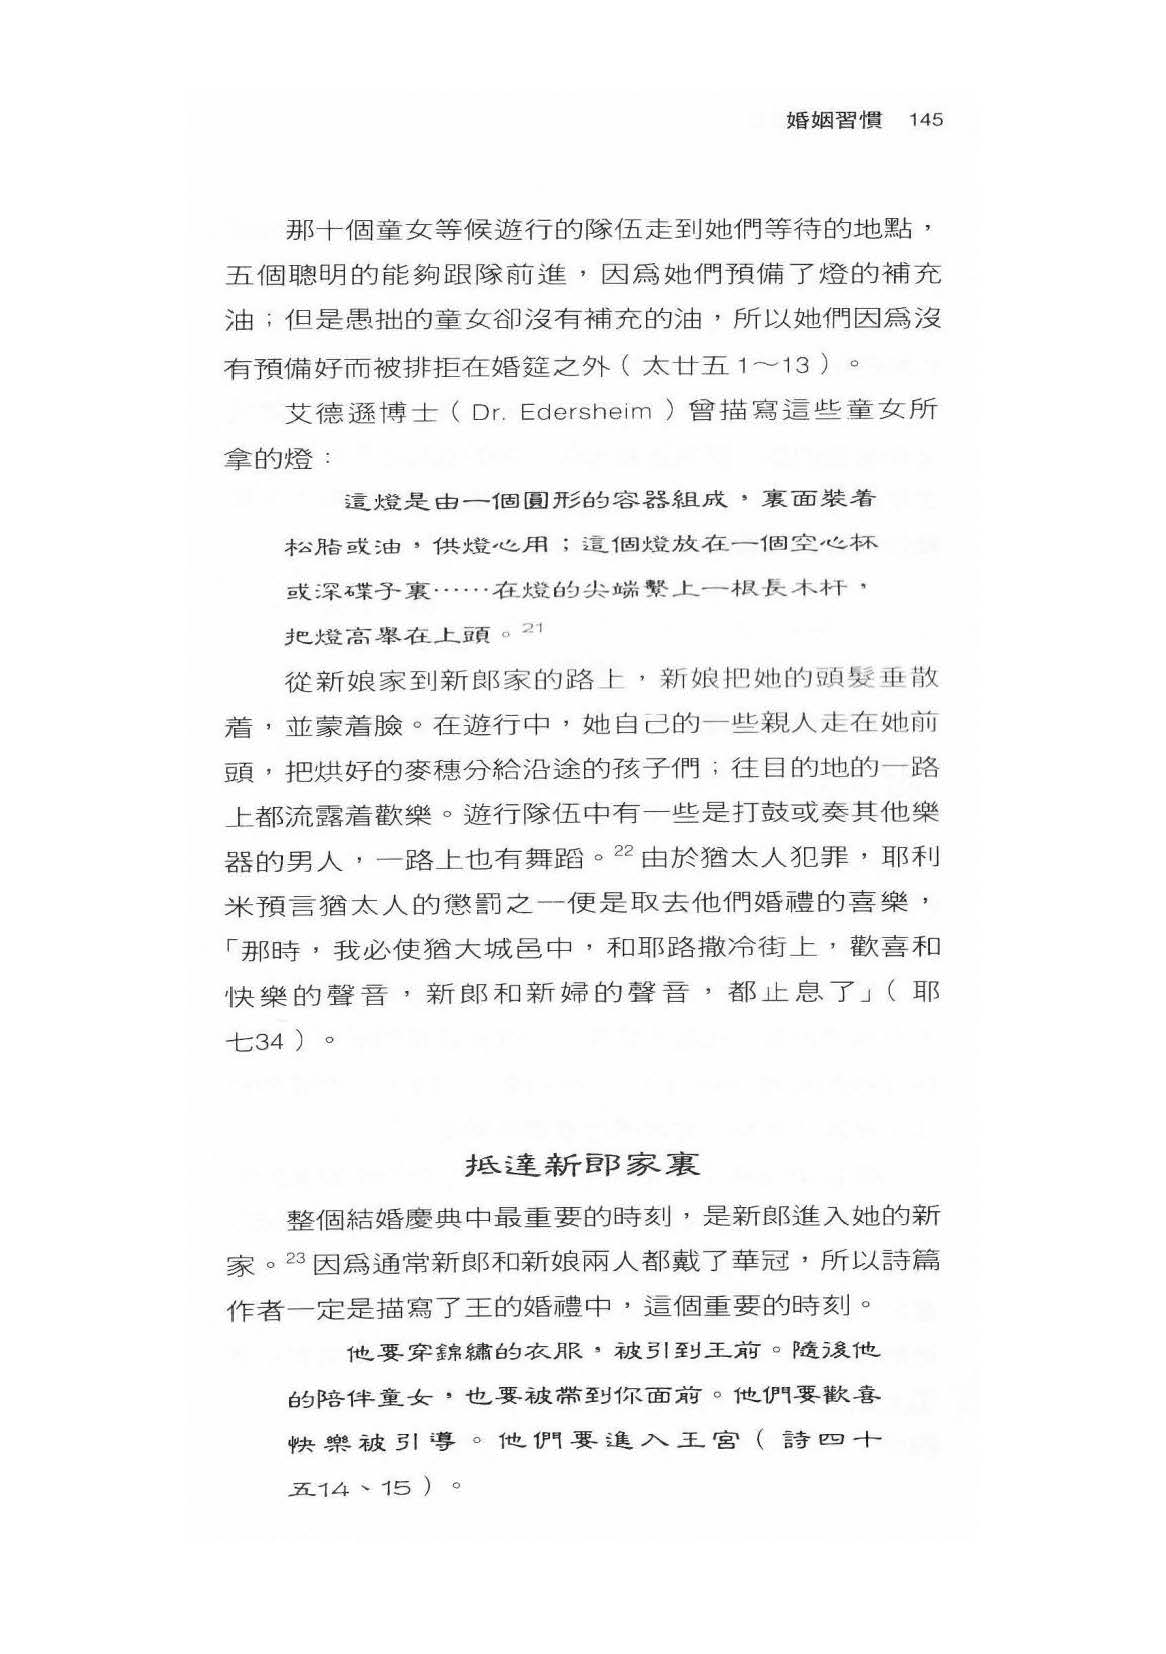 婚姻習慣　145
那十個童女等候遊行的隊伍走到她們等待的地點，
五個聰明的能夠跟隊前進，因爲她們預備了燈的補充
油；但是愚拙的童女卻沒有補充的油，所以她們因爲沒
有預備好而被排拒在婚筵之外（太廿五1～13）。
艾德遜博士（Dr. Edersheim）曾描寫這些童女所
拿的燈：
這燈是由一個圓形的容器組成，裏面裝着
松脂或油，供燈心用；這個燈放在一個空心杯
或深碟子裏……在燈的尖端繫上一根長木杆，
把燈高舉在上頭。21
從新娘家到新郎家的路上，新娘把她的頭髮垂散
着，並蒙着臉。在遊行中，她自己的一些親人走在她前
頭，把烘好的麥穗分給沿途的孩子們；往目的地的一路
上都流露着歡樂。遊行隊伍中有一些是打鼓或奏其他樂
器的男人，一路上也有舞蹈。22由於猶太人犯罪，耶利
米預言猶太人的懲罰之一便是取去他們婚禮的喜樂，
「那時，我必使猶大城邑中，和耶路撒冷街上，歡喜和
快樂的聲音，新郎和新婦的聲音，都止息了」（耶
七34）。
抵達新郎家裏
整個結婚慶典中最重要的時刻，是新郎進入她的新
家。23因爲通常新郎和新娘兩人都戴了華冠，所以詩篇
作者一定是描寫了王的婚禮中，這個重要的時刻。
他要穿錦繡的衣服，被引到王前。隨後他
的陪伴童女，也要被帶到你面前。他們要歡喜
快樂被引導。他們要進入王宮（詩四十
五14、15）。